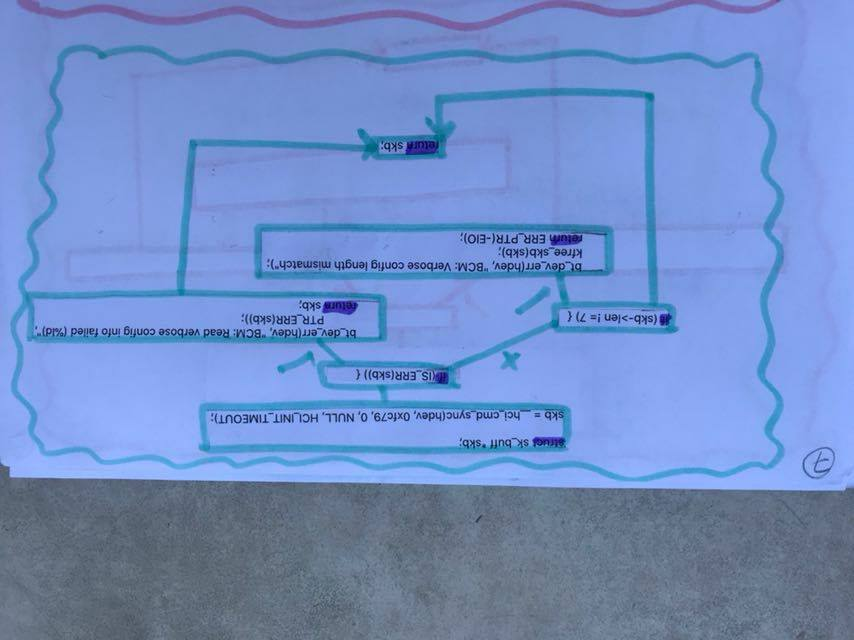 struct sk_buff *skb;
skb = __hci_cmd_sync(hdev, 0xfc79, 0, NULL, HCI_INIT_TIMEOUT);
if (IS_ERR(skb)) {
bt_dev_err(hdev, "BCM: Read verbose config info failed (%ld)",
PTR_ERR(skb));
return skb;
if (skb->len != 7) {
bt_dev_err(hdev, "BCM: Verbose config length mismatch");
kfree_skb(skb);
return ERR_PTR(-EIO);
return skb;